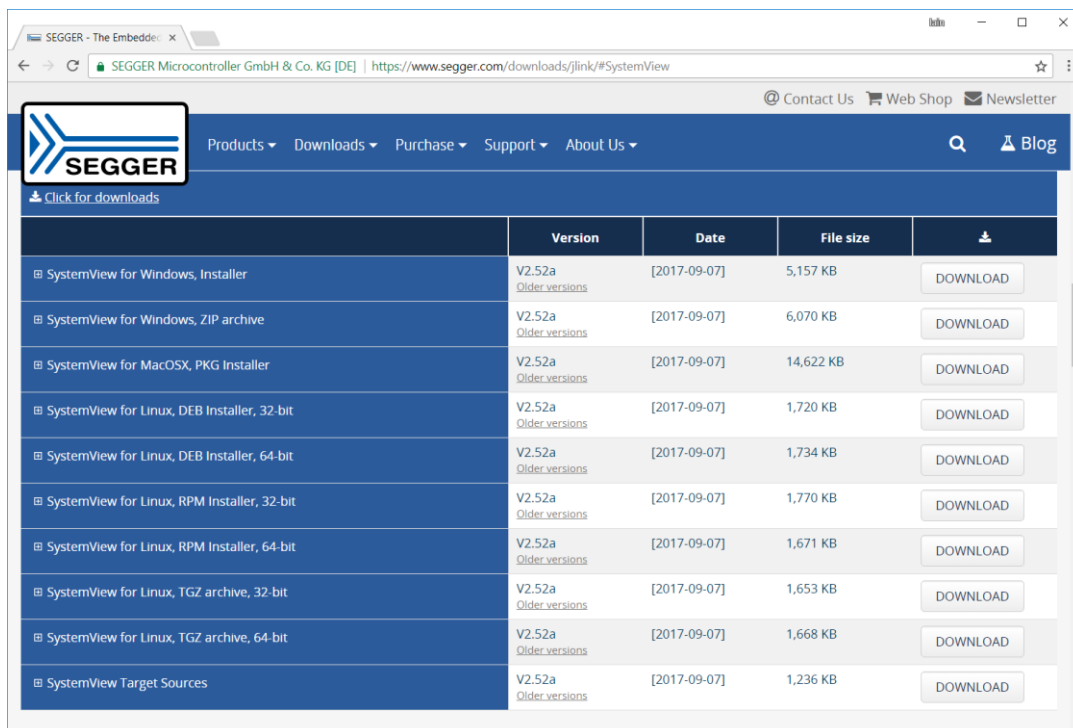 SEGGER - The Embedded
SEGGER Microcontroller GmbH & Co. KG [DE] | https://www.segger.com/downloads/jlink/#SystemView
@ Contact Us Web Shop Newsletter
SEGGER
Products Downloads Purchase Support About Us Blog
Click for downloads
Version Date File size
SystemView for Windows, Installer V2.52a [2017-09-07] 5,157 KB DOWNLOAD
Older versions
SystemView for Windows, ZIP archive V2.52a [2017-09-07] 6,070 KB DOWNLOAD
Older versions
SystemView for MacOSX, PKG Installer V2.52a [2017-09-07] 14,622 KB DOWNLOAD
Older versions
SystemView for Linux, DEB Installer, 32-bit V2.52a [2017-09-07] 1,720 KB DOWNLOAD
Older versions
SystemView for Linux, DEB Installer, 64-bit V2.52a [2017-09-07] 1,734 KB DOWNLOAD
Older versions
SystemView for Linux, RPM Installer, 32-bit V2.52a [2017-09-07] 1,770 KB DOWNLOAD
Older versions
SystemView for Linux, RPM Installer, 64-bit V2.52a [2017-09-07] 1,671 KB DOWNLOAD
Older versions
SystemView for Linux, TGZ archive, 32-bit V2.52a [2017-09-07] 1,653 KB DOWNLOAD
Older versions
SystemView for Linux, TGZ archive, 64-bit V2.52a [2017-09-07] 1,668 KB DOWNLOAD
Older versions
SystemView Target Sources V2.52a [2017-09-07] 1,236 KB DOWNLOAD
Older versions